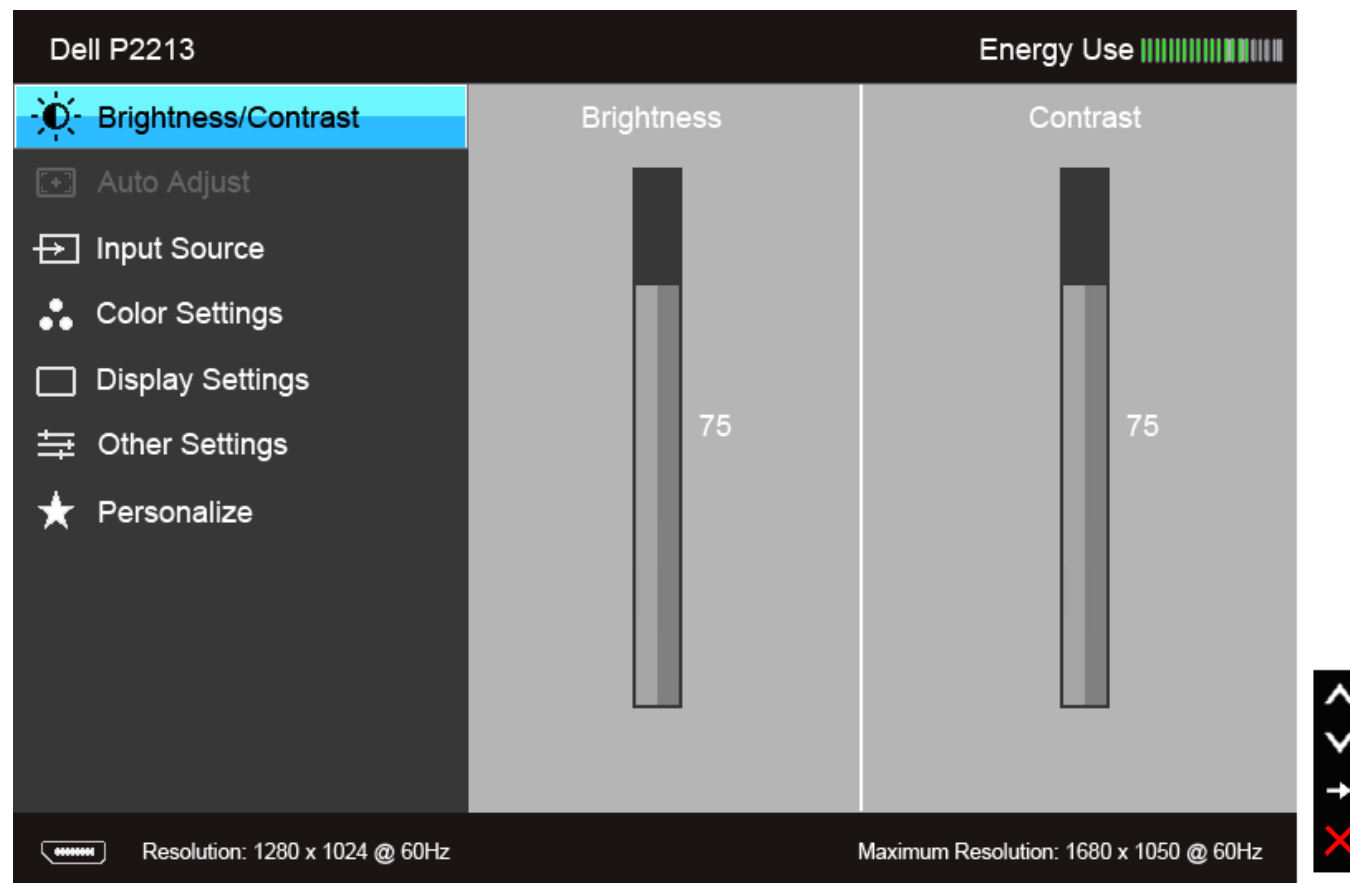 Dell P2213
Energy Use
Brightness/Contrast
Auto Adjust
Input Source
Color Settings
Display Settings
Other Settings
Personalize
Brightness
75
Contrast
75
Resolution: 1280 x 1024 @ 60Hz
Maximum Resolution: 1680 x 1050 @ 60Hz